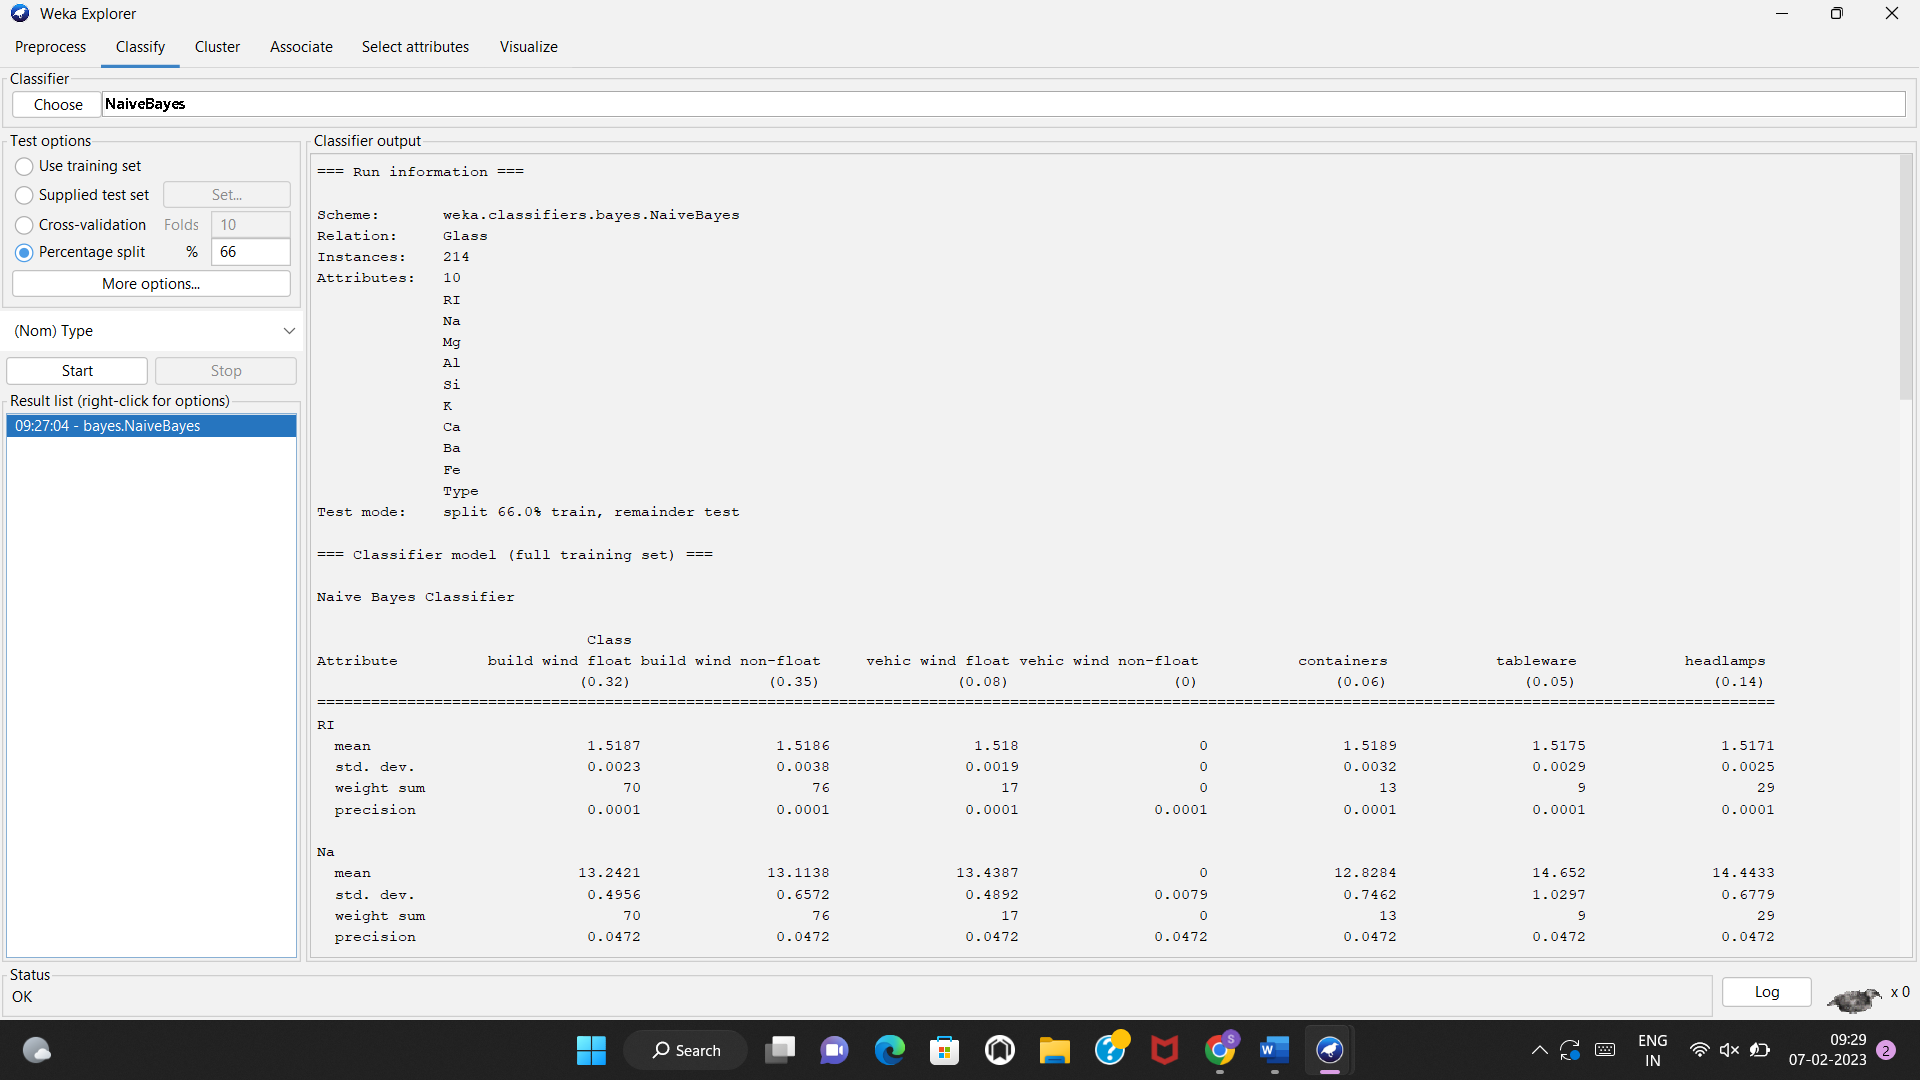 Weka Explorer
Preprocess Classify Cluster Associate Select attributes Visualize
Classifier
Choose NaiveBayes
Test options
Use training set
Supplied test set Set...
Cross-validation Folds 10
Percentage split % 66
More options...
(Nom) Type
Start Stop
Result list (right-click for options)
09:27:04 - bayes.NaiveBayes
Classifier output
=== Run information ===
Scheme: weka.classifiers.bayes.NaiveBayes
Relation: Glass
Instances: 214
Attributes: 10
RI
Na
Mg
Al
Si
K
Ca
Ba
Fe
Type
Test mode: split 66.0% train, remainder test
=== Classifier model (full training set) ===
Naive Bayes Classifier
Class
Attribute build wind float build wind non-float vehic wind float vehic wind non-float containers tableware headlamps
(0.32) (0.35) (0.08) (0) (0.06) (0.05) (0.14)
==================================================================================================================================================================
RI
mean 1.5187 1.5186 1.518 0 1.5189 1.5175 1.5171
std. dev. 0.0023 0.0038 0.0019 0 0.0032 0.0029 0.0025
weight sum 70 76 17 0 13 9 29
precision 0.0001 0.0001 0.0001 0.0001 0.0001 0.0001 0.0001
Na
mean 13.2421 13.1138 13.4387 0 12.8284 14.652 14.4433
std. dev. 0.4956 0.6572 0.4892 0.0079 0.7462 1.0297 0.6779
weight sum 70 76 17 0 13 9 29
precision 0.0472 0.0472 0.0472 0.0472 0.0472 0.0472 0.0472
Status
OK
Log x 0
Search
S
W
ENG
IN
09:29
07-02-2023
2